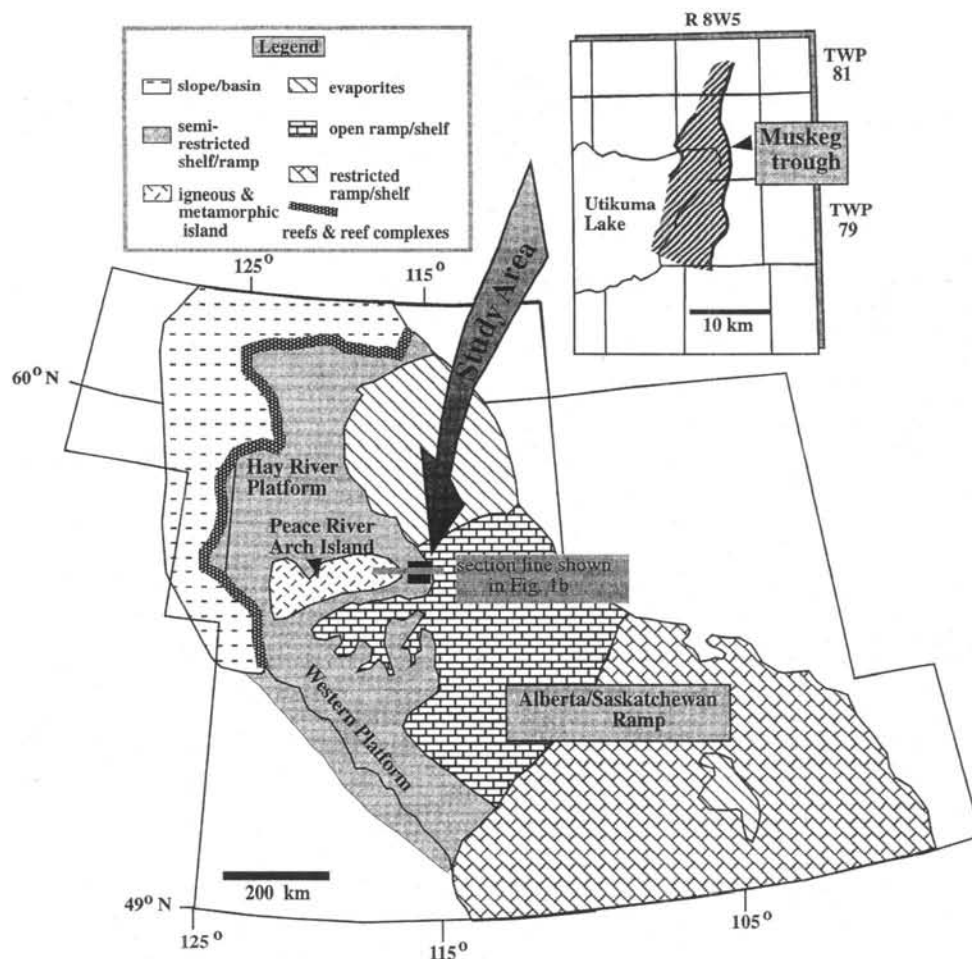 Legend
slope/basin
evaporites
semi-
restricted
shelf/ramp
open ramp/shelf
igneous &
metamorphic
island
restricted
ramp/shelf
reefs & reef complexes
R 8W5
TWP
81
Muskeg
trough
Utikuma
Lake
TWP
79
10 km
125 o
115 o
Study Area
60 o N
Hay River
Platform
Peace River
Arch Island
section line shown
in Fig. 1b
Western Platform
Alberta/Saskatchewan
Ramp
200 km
49 o N
125 o
115 o
105 o